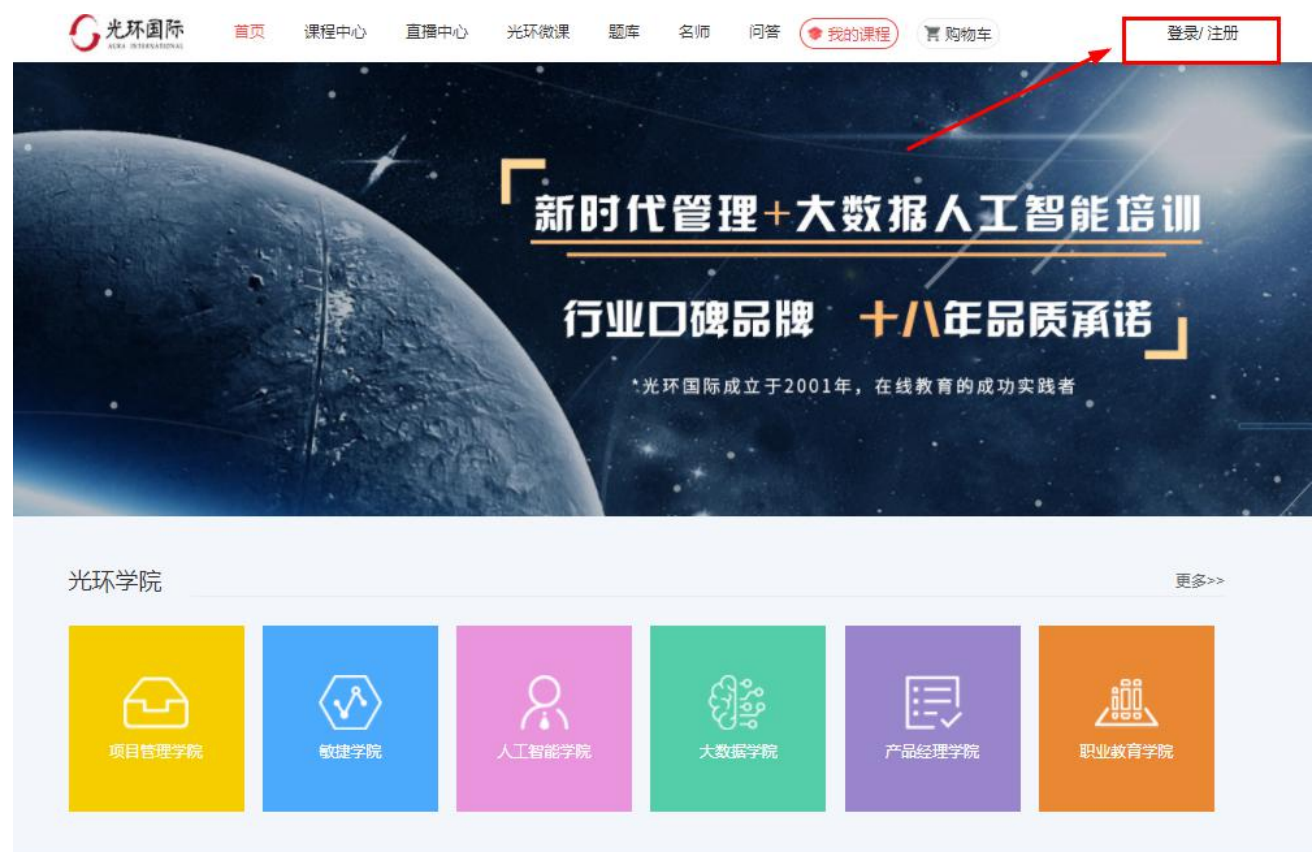 光环国际
AURA INTERNATIONAL
首页 课程中心 直播中心 光环微课 题库 名师 问答 我的课程 购物车 登录/注册
新时代管理+大数据人工智能培训
行业口碑品牌 十八年品质承诺
*光环国际成立于2001年，在线教育的成功实践者
光环学院 更多>>
项目管理学院 敏捷学院 人工智能学院 大数据学院 产品经理学院 职业教育学院